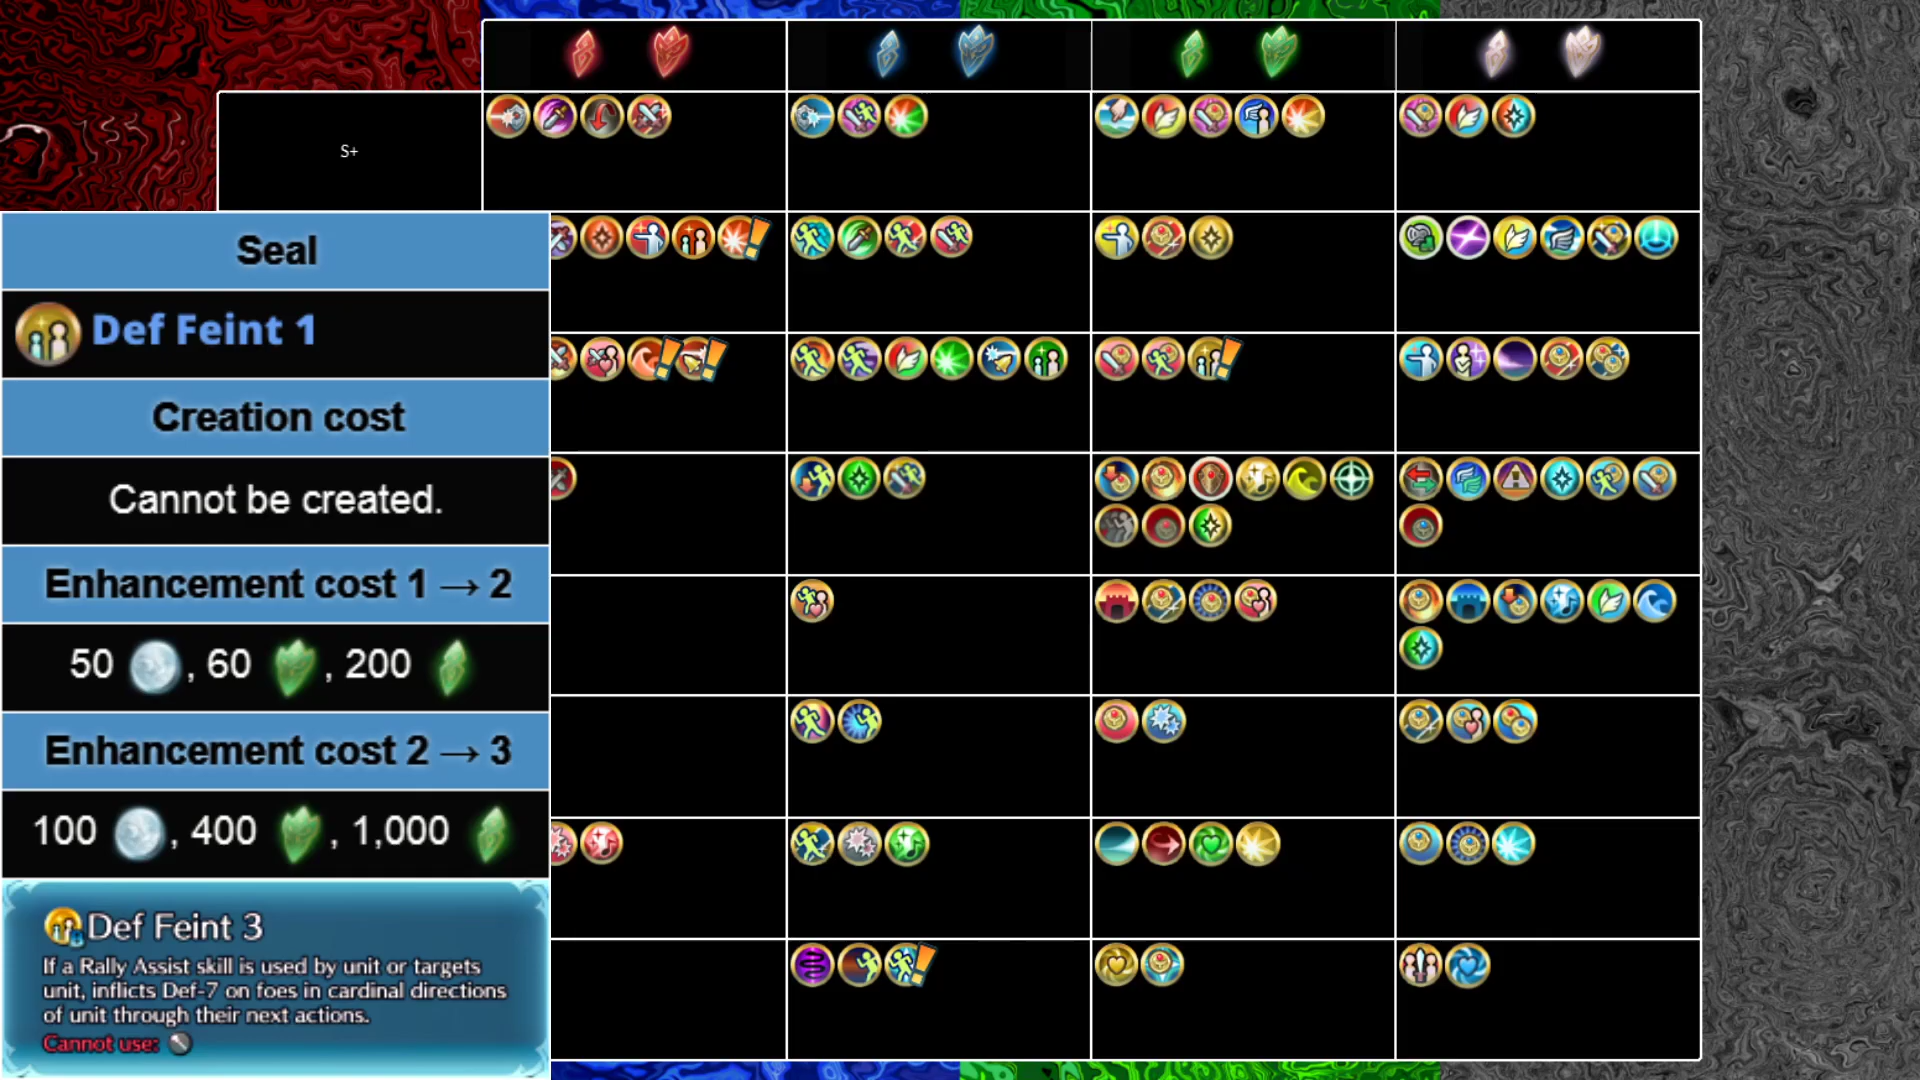 S+
Seal
Def Feint 1
Creation cost
Cannot be created.
Enhancement cost 1 → 2
50 , 60 , 200
Enhancement cost 2 → 3
100 , 400 , 1,000
Def Feint 3
If a Rally Assist skill is used by unit or targets
unit, inflicts Def-7 on foes in cardinal directions
of unit through their next actions.
Cannot use: